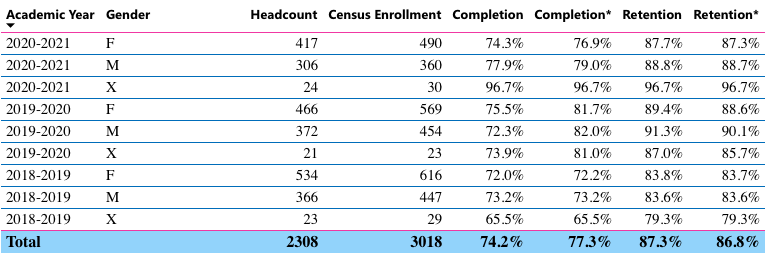 Academic Year Gender Headcount Census Enrollment Completion Completion* Retention Retention*
2020-2021 F 417 490 74.3% 76.9% 87.7% 87.3%
2020-2021 M 306 360 77.9% 79.0% 88.8% 88.7%
2020-2021 X 24 30 96.7% 96.7% 96.7% 96.7%
2019-2020 F 466 569 75.5% 81.7% 89.4% 88.6%
2019-2020 M 372 454 72.3% 82.0% 91.3% 90.1%
2019-2020 X 21 23 73.9% 81.0% 87.0% 85.7%
2018-2019 F 534 616 72.0% 72.2% 83.8% 83.7%
2018-2019 M 366 447 73.2% 73.2% 83.6% 83.6%
2018-2019 X 23 29 65.5% 65.5% 79.3% 79.3%
Total 2308 3018 74.2% 77.3% 87.3% 86.8%